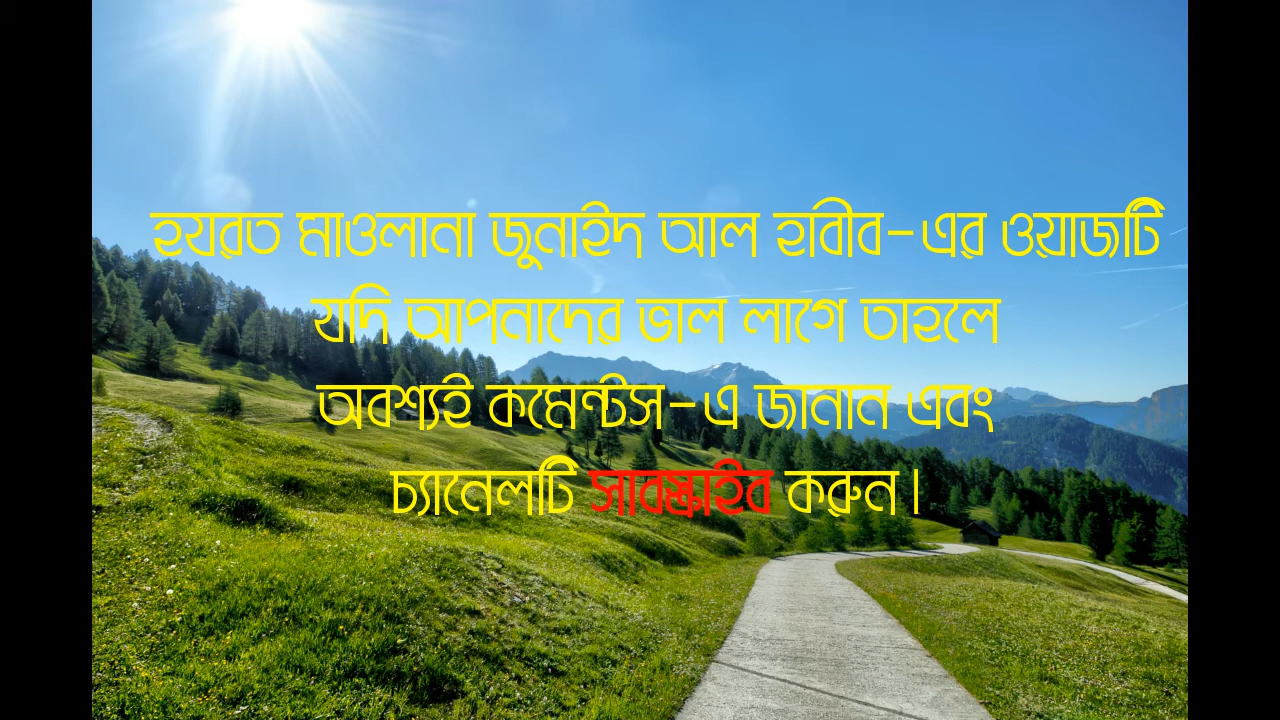 হযরত মাওলানা জুনাইদ আল হাবীব-এর ওয়াজটি
যদি আপনাদের ভাল লাগে তাহলে
অবশ্যই কমেন্টস-এ জানান এবং
চ্যানেলটি সাবস্ক্রাইব করুন।